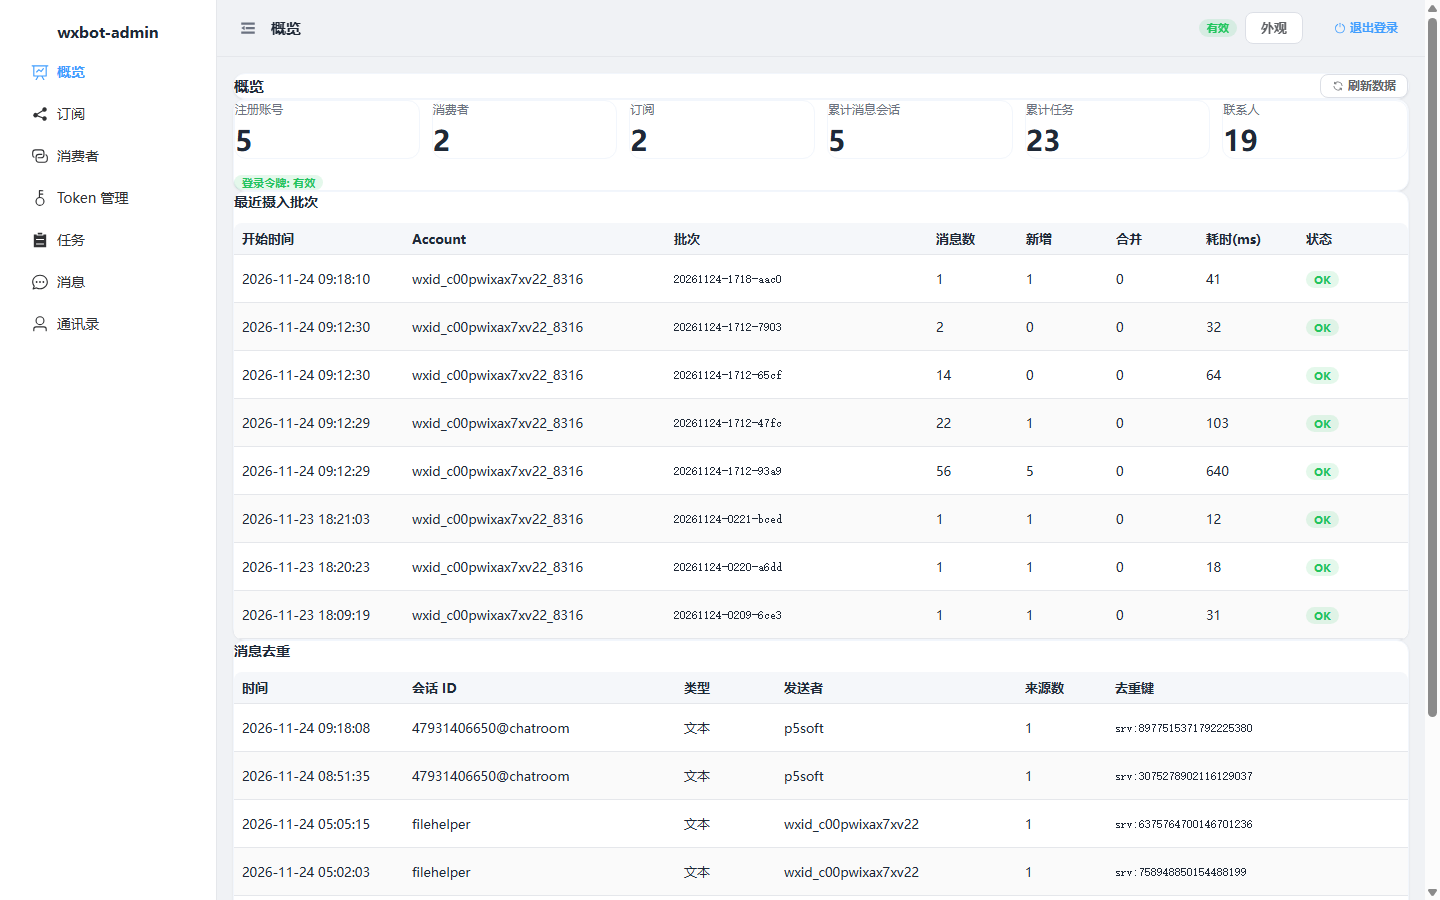 wxbot-admin
概览
订阅
消费者
Token 管理
任务
消息
通讯录
概览
有效
外观
退出登录
概览
刷新数据
注册账号 消费者 订阅 累计消息会话 累计任务 联系人
5 2 2 5 23 19
登录令牌: 有效
最近摄入批次
开始时间 Account 批次 消息数 新增 合并 耗时(ms) 状态
2026-11-24 09:18:10 wxid_c00pwixax7xv22_8316 20261124-1718-aac0 1 1 0 41 OK
2026-11-24 09:12:30 wxid_c00pwixax7xv22_8316 20261124-1712-7903 2 0 0 32 OK
2026-11-24 09:12:30 wxid_c00pwixax7xv22_8316 20261124-1712-65cf 14 0 0 64 OK
2026-11-24 09:12:29 wxid_c00pwixax7xv22_8316 20261124-1712-47fc 22 1 0 103 OK
2026-11-24 09:12:29 wxid_c00pwixax7xv22_8316 20261124-1712-93a9 56 5 0 640 OK
2026-11-23 18:21:03 wxid_c00pwixax7xv22_8316 20261124-0221-bced 1 1 0 12 OK
2026-11-23 18:20:23 wxid_c00pwixax7xv22_8316 20261124-0220-a6dd 1 1 0 18 OK
2026-11-23 18:09:19 wxid_c00pwixax7xv22_8316 20261124-0209-6ce3 1 1 0 31 OK
消息去重
时间 会话 ID 类型 发送者 来源数 去重键
2026-11-24 09:18:08 47931406650@chatroom 文本 p5soft 1 srv:8977515371792225380
2026-11-24 08:51:35 47931406650@chatroom 文本 p5soft 1 srv:3075278902116129037
2026-11-24 05:05:15 filehelper 文本 wxid_c00pwixax7xv22 1 srv:6375764700146701236
2026-11-24 05:02:03 filehelper 文本 wxid_c00pwixax7xv22 1 srv:758948850154488199